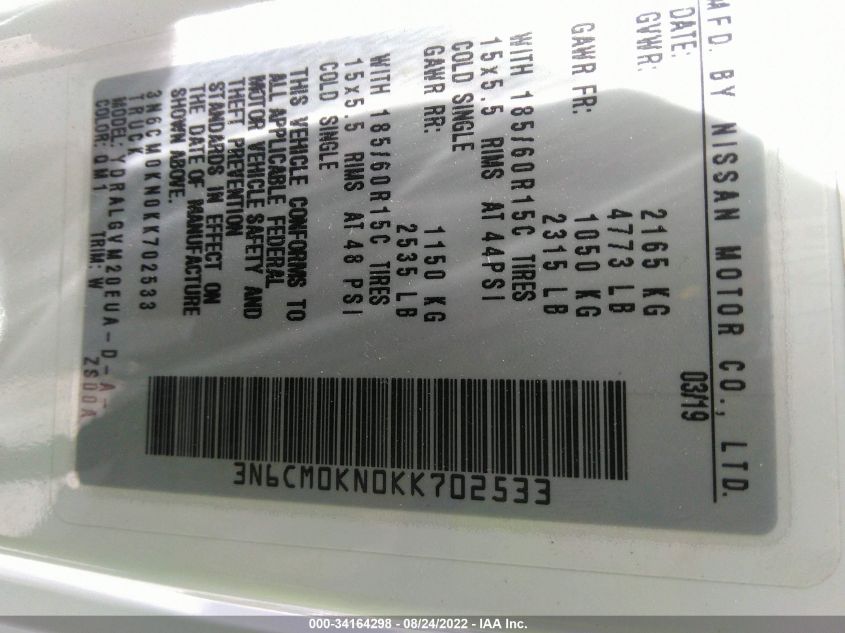 MFD. BY NISSAN MOTOR CO., LTD.
DATE: 03/19
GVWR: 2165 KG
4773 LB
GAWR FR: 1050 KG
2315 LB
WITH 185/60R15C TIRES
15x5.5 RIMS AT 44PSI
COLD SINGLE
GAWR RR: 1150 KG
2535 LB
WITH 185/60R15C TIRES
15x5.5 RIMS AT 48 PSI
COLD SINGLE
THIS VEHICLE CONFORMS TO
ALL APPLICABLE FEDERAL
MOTOR VEHICLE SAFETY AND
THEFT PREVENTION
STANDARDS IN EFFECT ON
THE DATE OF MANUFACTURE
SHOWN ABOVE.
3N6CM0KN0KK702533
TRUCK
MODEL: YDRALGVM20EUA-D-A
COLOR: QM1 TRIM: W ZS00A
3N6CM0KN0KK702533
000-34164298 - 08/24/2022 - IAA Inc.